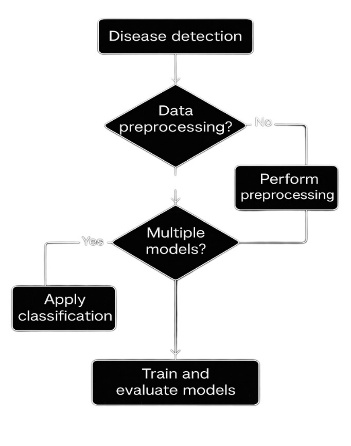 Disease detection
Data
preprocessing?
No
Perform
preprocessing
Multiple
models?
Yes
Apply
classification
Train and
evaluate models